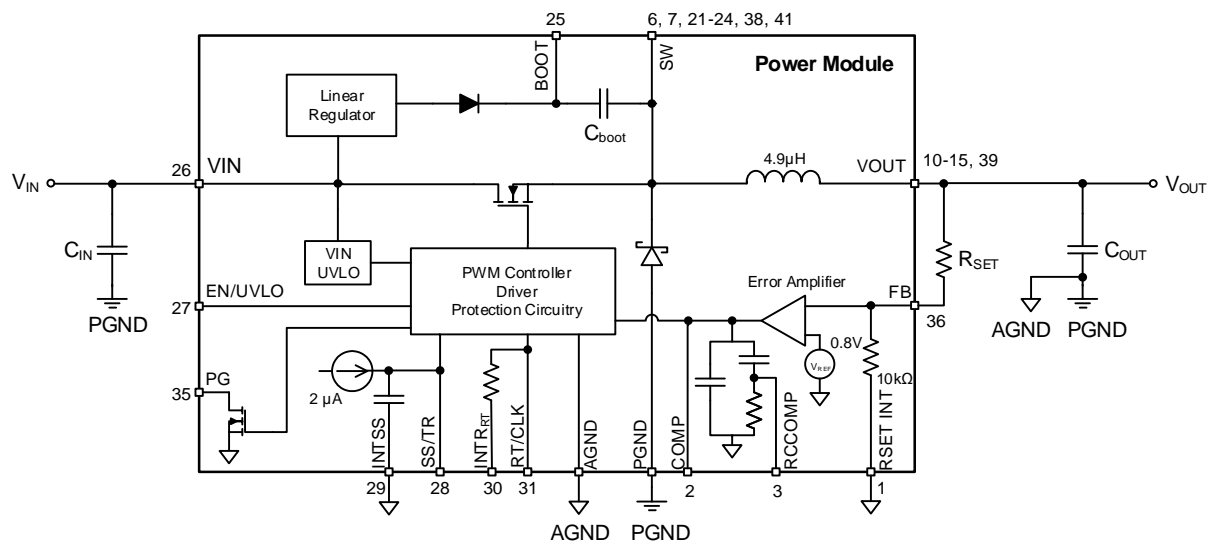 25
6, 7, 21-24, 38, 41
BOOT
SW
Power Module
Linear
Regulator
Cboot
4.9µH
26
VIN
VOUT
10-15, 39
VIN
VOUT
CIN
VIN
UVLO
PWM Controller
Driver
Protection Circuitry
Error Amplifier
RSET
COUT
PGND
EN/UVLO
27
FB
36
AGND
PGND
0.8V
VREF
10kΩ
PG
35
2 µA
INTSS
SS/TR
INTRRT
RT/CLK
AGND
PGND
COMP
RCCOMP
RSET INT
29
28
30
31
2
3
1
AGND
PGND